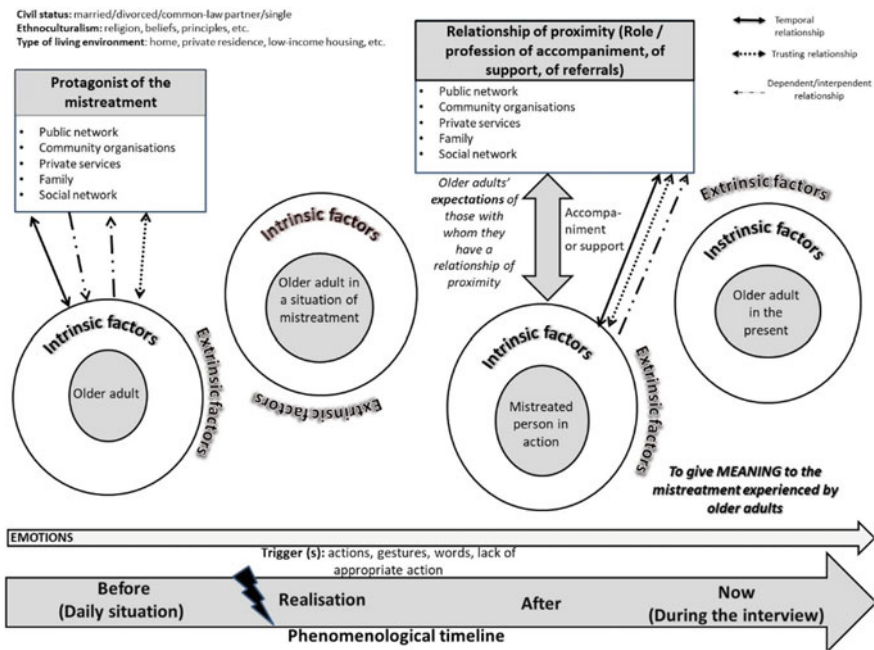 Civil status: married/divorced/common-law partner/single
Ethnoculturalism: religion, beliefs, principles, etc.
Type of living environment: home, private residence, low-income housing, etc.
Protagonist of the
mistreatment
• Public network
• Community organisations
• Private services
• Family
• Social network
Relationship of proximity (Role /
profession of accompaniment, of
support, of referrals)
• Public network
• Community organisations
• Private services
• Family
• Social network
Temporal
relationship
Trusting relationship
Dependent/interpendent
relationship
Intrinsic factors
Older adult
Extrinsic factors
Intrinsic factors
Older adult in
a situation of
mistreatment
Extrinsic factors
Older adults'
expectations of
those with
whom they
have a
relationship of
proximity
Accompa-
niment
or support
Intrinsic factors
Mistreated
person in
action
Extrinsic factors
Extrinsic factors
Instrinsic factors
Older adult
in the
present
To give MEANING to the
mistreatment experienced by
older adults
EMOTIONS
Trigger (s): actions, gestures, words, lack of
appropriate action
Before
(Daily situation)
Realisation
After
Now
(During the interview)
Phenomenological timeline